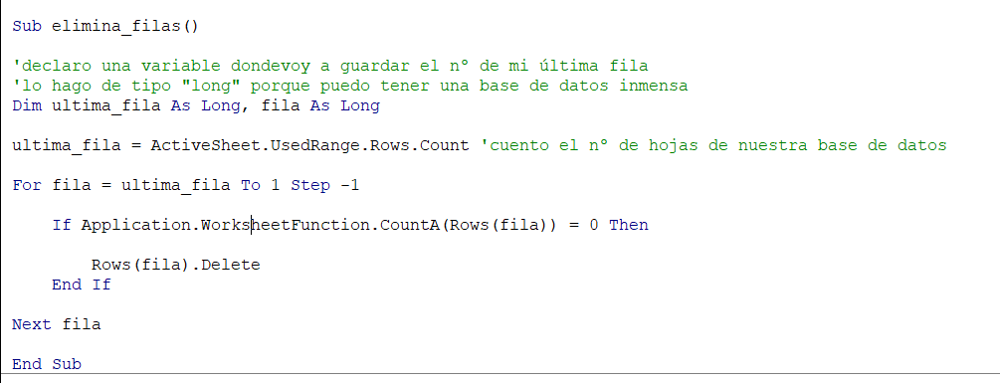 Sub elimina_filas()
'declaro una variable dondevoy a guardar el nº de mi última fila
'lo hago de tipo "long" porque puedo tener una base de datos inmensa
Dim ultima_fila As Long, fila As Long
ultima_fila = ActiveSheet.UsedRange.Rows.Count 'cuento el nº de hojas de nuestra base de datos
For fila = ultima_fila To 1 Step -1
If Application.WorksheetFunction.CountA(Rows(fila)) = 0 Then
Rows(fila).Delete
End If
Next fila
End Sub